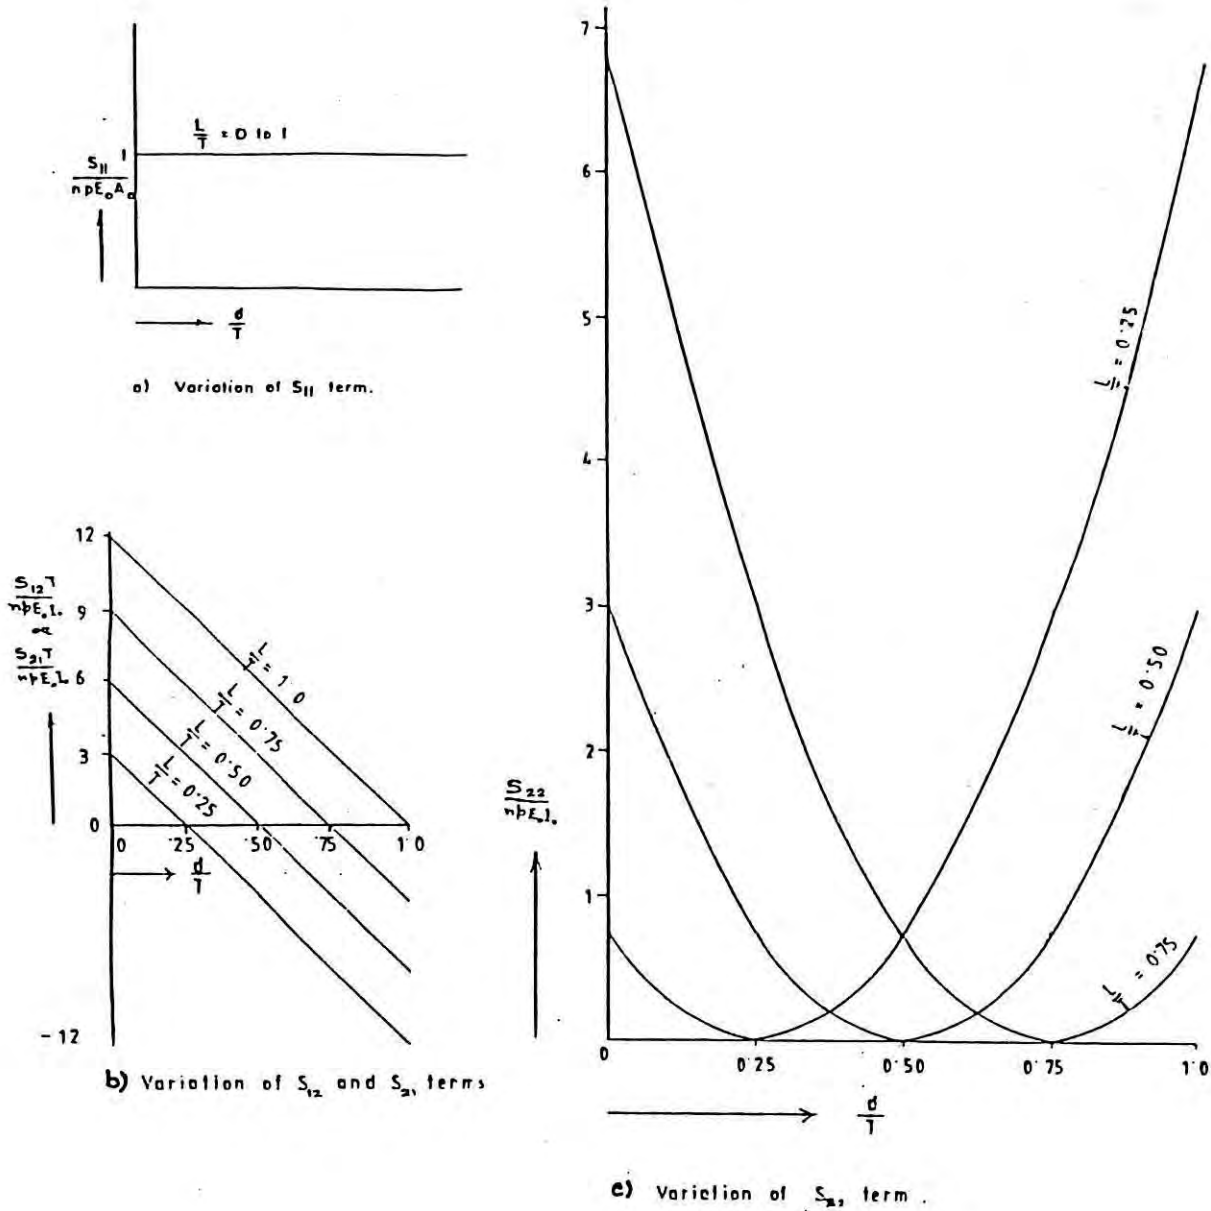 L/T = 0 to 1
S₁₁ / npE₀A₀
1
d/T
a) Variation of S₁₁ term.
12
9
6
3
0
-12
S₁₂T / npE₀I₀
or
S₂₁T / npE₀I₀
L/T = 1·0
L/T = 0·75
L/T = 0·50
L/T = 0·25
0 ·25 ·50 ·75 1·0
d/T
b) Variation of S₁₂ and S₂₁ terms
7
6
5
4
3
2
1
S₂₂ / npE₀I₀
L/T = 0·25
L/T = 0·50
L/T = 0·75
0 0·25 0·50 0·75 1·0
d/T
c) Variation of S₂₂ term.